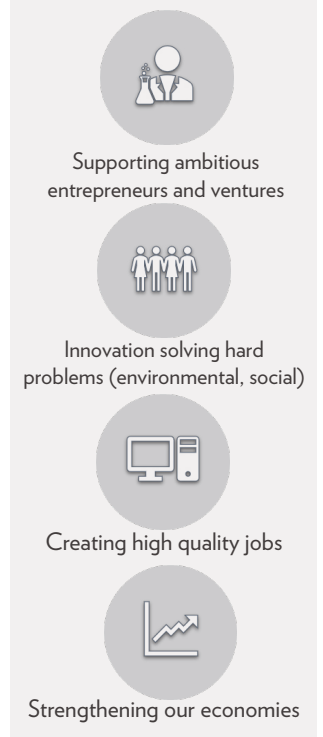 Supporting ambitious
entrepreneurs and ventures
Innovation solving hard
problems (environmental, social)
Creating high quality jobs
Strengthening our economies